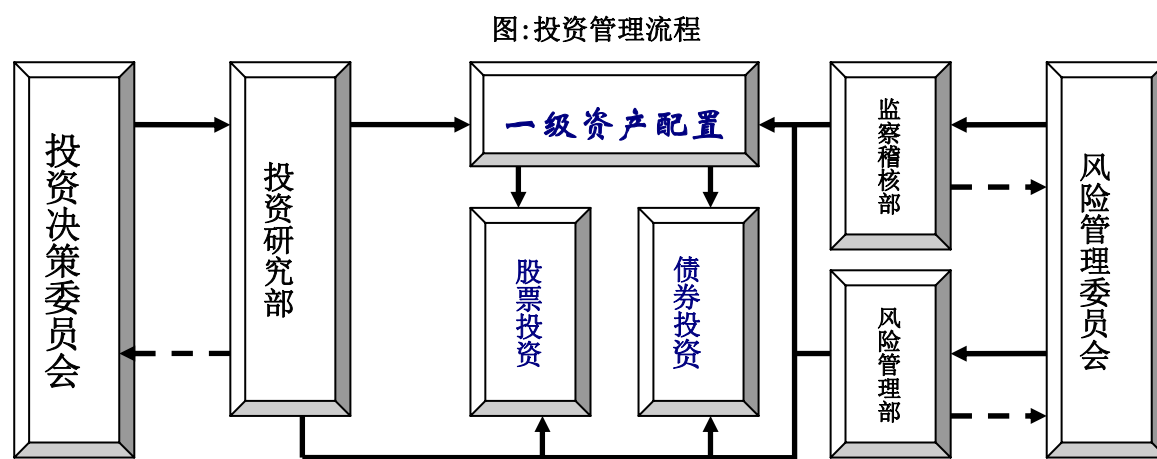 图:投资管理流程
投资决策委员会
投资研究部
一级资产配置
股票投资
债券投资
监察稽核部
风险管理部
风险管理委员会